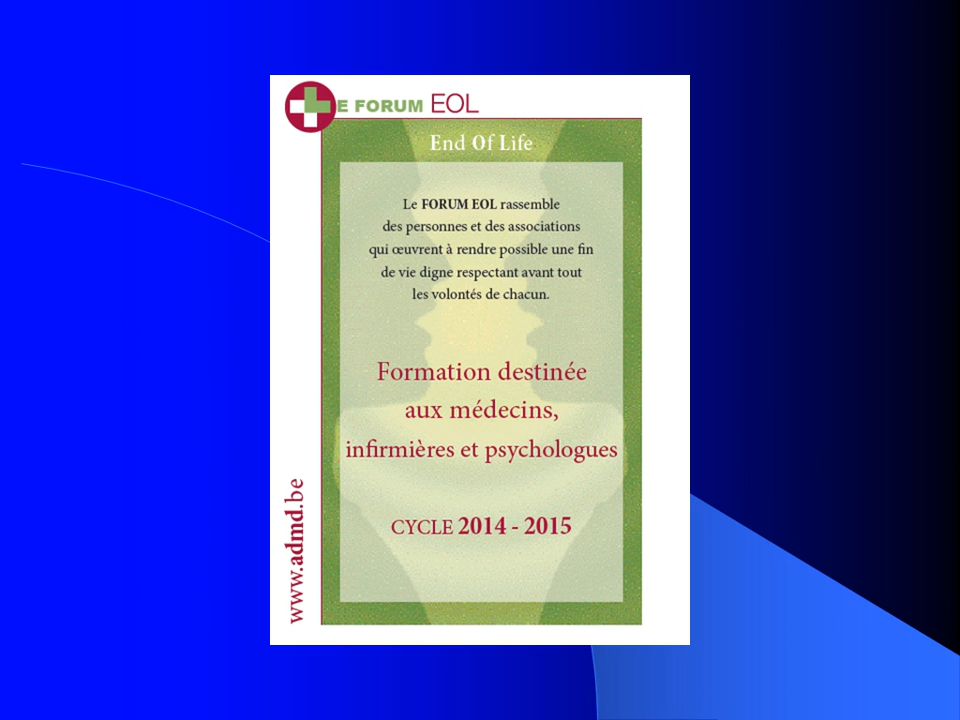 LE FORUM EOL
End Of Life
Le FORUM EOL rassemble
des personnes et des associations
qui œuvrent à rendre possible une fin
de vie digne respectant avant tout
les volontés de chacun.
Formation destinée
aux médecins,
infirmières et psychologues
CYCLE 2014 - 2015
www.admd.be